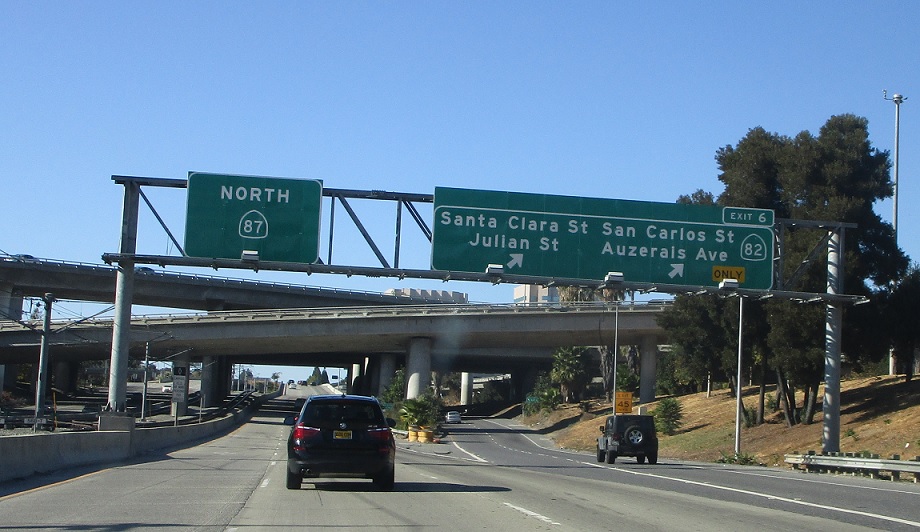 NORTH
87
EXIT 6
Santa Clara St
Julian St
San Carlos St
Auzerais Ave
82
ONLY